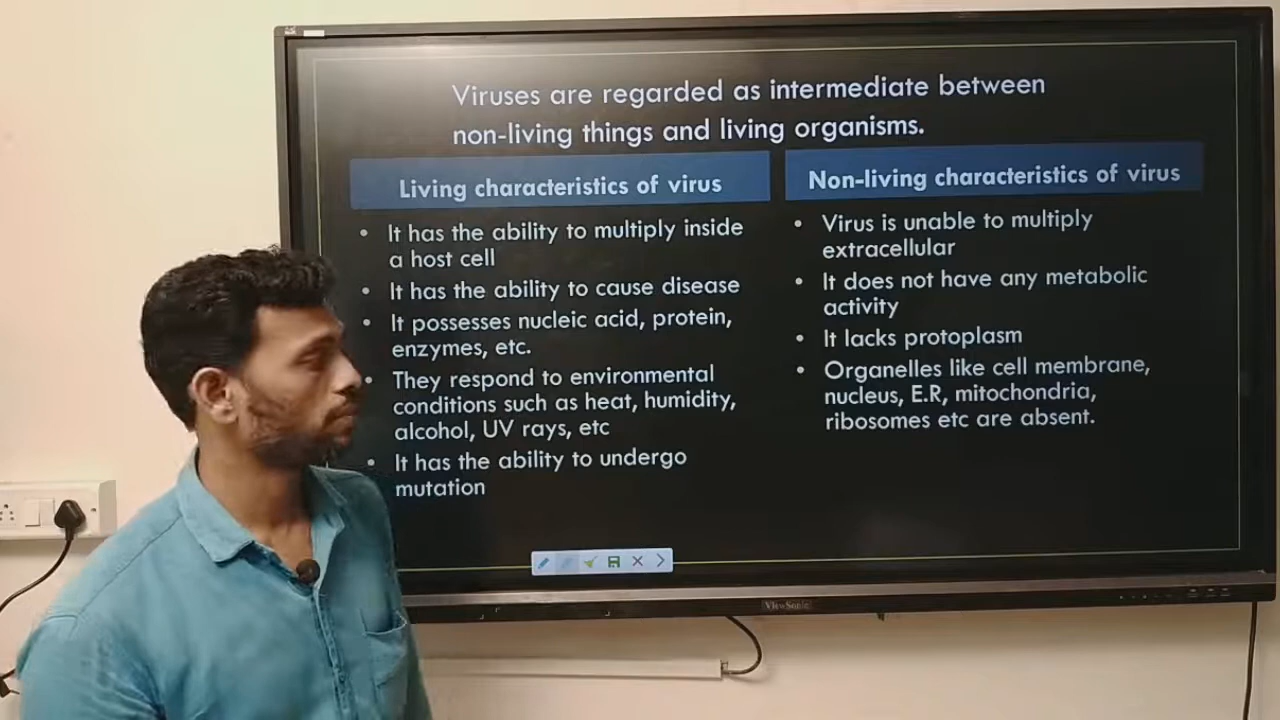 Viruses are regarded as intermediate between
non-living things and living organisms.
Living characteristics of virus
• It has the ability to multiply inside
a host cell
• It has the ability to cause disease
• It possesses nucleic acid, protein,
enzymes, etc.
• They respond to environmental
conditions such as heat, humidity,
alcohol, UV rays, etc
• It has the ability to undergo
mutation
Non-living characteristics of virus
• Virus is unable to multiply
extracellular
• It does not have any metabolic
activity
• It lacks protoplasm
• Organelles like cell membrane,
nucleus, E.R, mitochondria,
ribosomes etc are absent.
ViewSonic